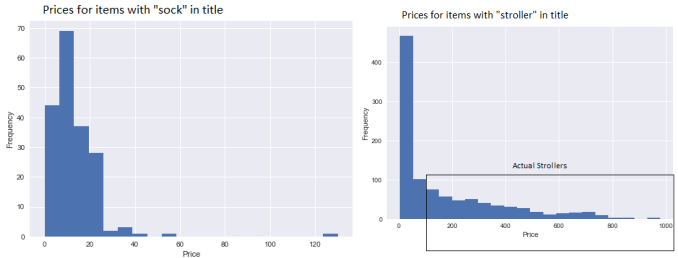 Prices for items with "sock" in title
70
60
50
40
30
20
10
0
Frequency
0 20 40 60 80 100 120
Price
Prices for items with "stroller" in title
400
300
200
100
0
Frequency
Actual Strollers
0 200 400 600 800 1000
Price